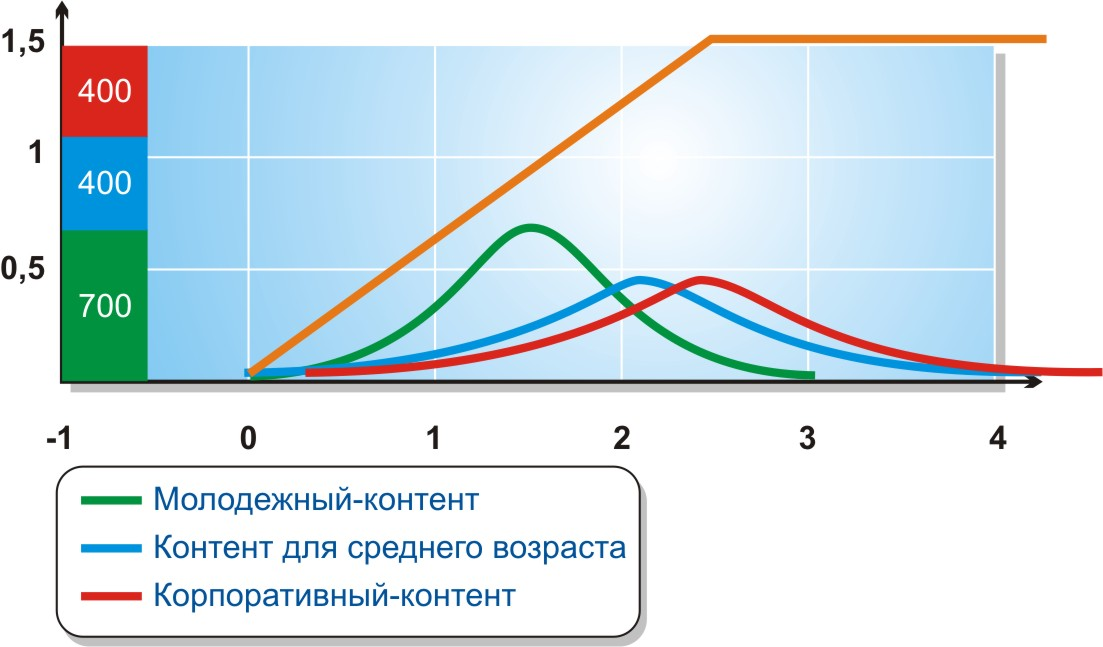 1,5
400
1
400
0,5
700
-1 0 1 2 3 4
Молодежный-контент
Контент для среднего возраста
Корпоративный-контент